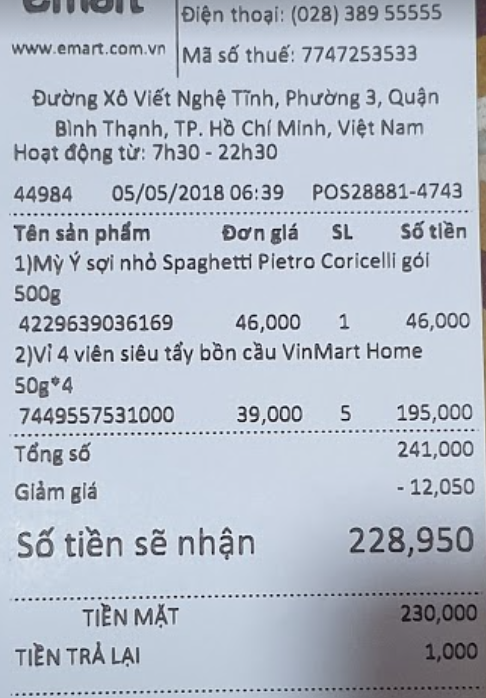 emart
Điện thoại: (028) 389 55555
www.emart.com.vn
Mã số thuế: 7747253533
Đường Xô Viết Nghệ Tĩnh, Phường 3, Quận
Bình Thạnh, TP. Hồ Chí Minh, Việt Nam
Hoạt động từ: 7h30 - 22h30
44984 05/05/2018 06:39 POS28881-4743
Tên sản phẩm Đơn giá SL Số tiền
1)Mỳ Ý sợi nhỏ Spaghetti Pietro Coricelli gói
500g
4229639036169 46,000 1 46,000
2)Vỉ 4 viên siêu tẩy bồn cầu VinMart Home
50g*4
7449557531000 39,000 5 195,000
Tổng số 241,000
Giảm giá - 12,050
Số tiền sẽ nhận 228,950
TIỀN MẶT 230,000
TIỀN TRẢ LẠI 1,000